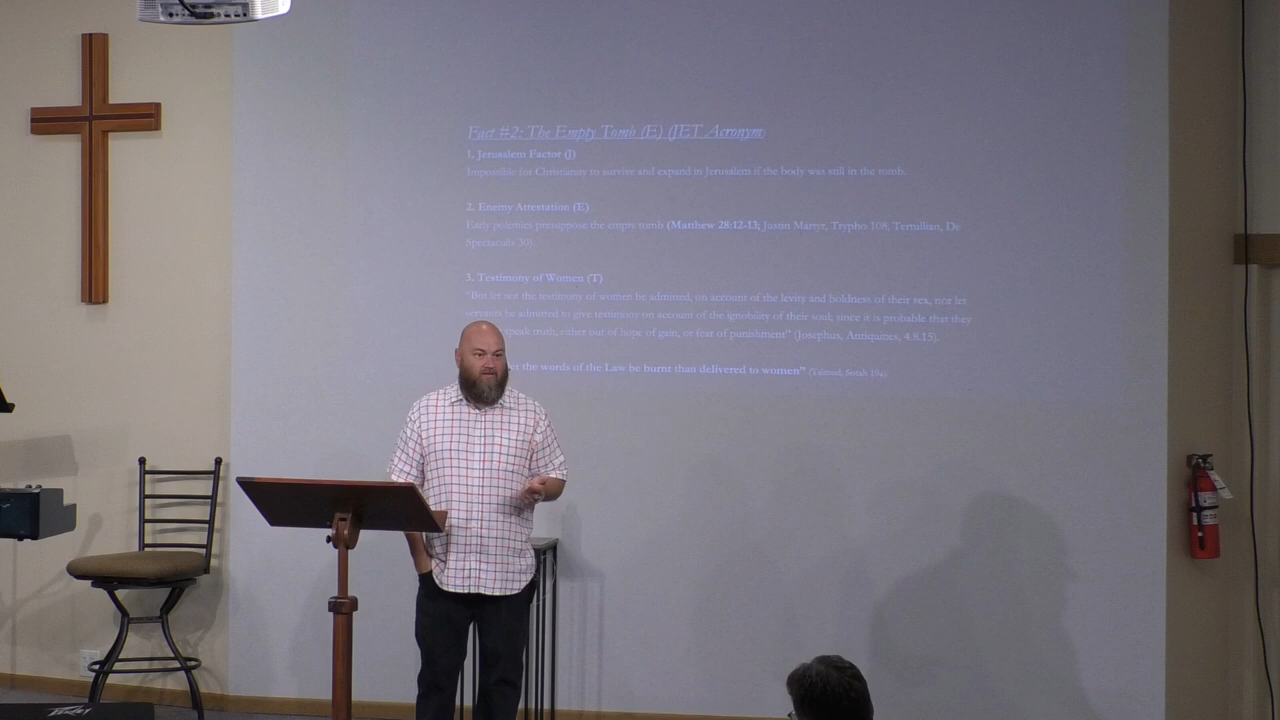 Fact #2: The Empty Tomb (E) (JET Acronym)
1. Jerusalem Factor (J)
Impossible for Christianity to survive and expand in Jerusalem if the body was still in the tomb.
2. Enemy Attestation (E)
Early polemics presuppose the empty tomb (Matthew 28:12-13; Justin Martyr, Trypho 108; Tertullian, De
Spectaculis 30).
3. Testimony of Women (T)
"But let not the testimony of women be admitted, on account of the levity and boldness of their sex, nor let
servants be admitted to give testimony on account of the ignobility of their soul; since it is probable that they
speak truth, either out of hope of gain, or fear of punishment" (Josephus, Antiquities, 4.8.15).
the words of the Law be burnt than delivered to women" (Talmud, Sotah 19a)
Peavey